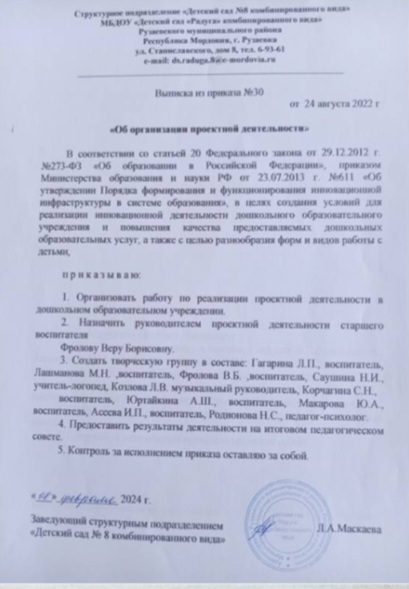 Структурное подразделение «Детский сад №8 комбинированного вида»
МБДОУ «Детский сад «Радуга» комбинированного вида»
Рузаевского муниципального района
Республика Мордовия, г. Рузаевка
ул. Станиславского, дом 8, тел. 6-93-61
e-mail: ds.raduga.8@e-mordovia.ru
Выписка из приказа №30
от 24 августа 2022 г
«Об организации проектной деятельности»
В соответствии со статьей 20 Федерального закона от 29.12.2012 г.
№273-ФЗ «Об образовании в Российской Федерации», приказом
Министерства образования и науки РФ от 23.07.2013 г. №611 «Об
утверждении Порядка формирования и функционирования инновационной
инфраструктуры в системе образования», в целях создания условий для
реализации инновационной деятельности дошкольного образовательного
учреждения и повышения качества предоставляемых дошкольных
образовательных услуг, а также с целью разнообразия форм и видов работы с
детьми,
приказываю:
1. Организовать работу по реализации проектной деятельности в
дошкольном образовательном учреждении.
2. Назначить руководителем проектной деятельности старшего
воспитателя
Фролову Веру Борисовну.
3. Создать творческую группу в составе: Гагарина Л.П., воспитатель,
Лашманова М.Н. ,воспитатель, Фролова В.Б. ,воспитатель, Саушина Н.И.,
учитель-логопед, Козлова Л.В. музыкальный руководитель, Корчагина С.Н.,
воспитатель, Юртайкина А.Ш., воспитатель, Макарова Ю.А.,
воспитатель, Асеева И.П., воспитатель, Родионова Н.С., педагог-психолог.
4. Предоставить результаты деятельности на итоговом педагогическом
совете.
5. Контроль за исполнением приказа оставляю за собой.
февраля 2024 г.
Заведующий структурным подразделением
«Детский сад № 8 комбинированного вида»
Л.А.Маскаева